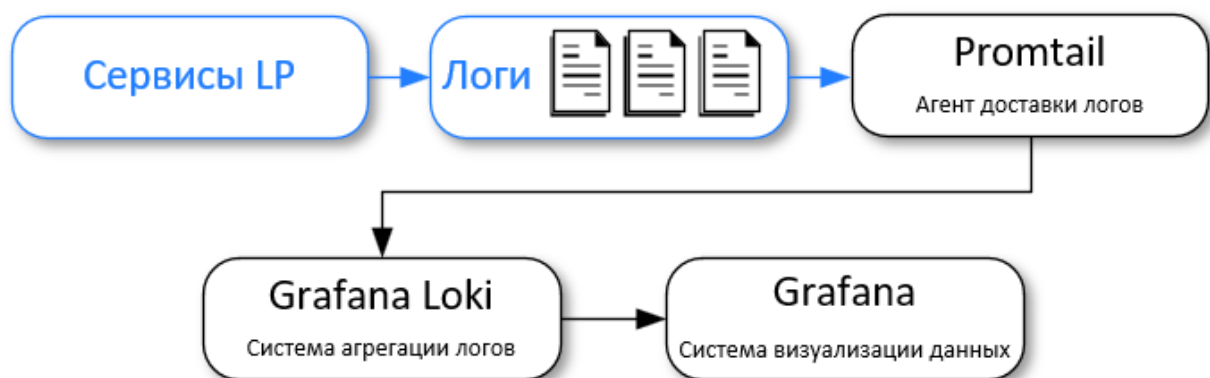 Сервисы LP
Логи
Promtail
Агент доставки логов
Grafana Loki
Система агрегации логов
Grafana
Система визуализации данных